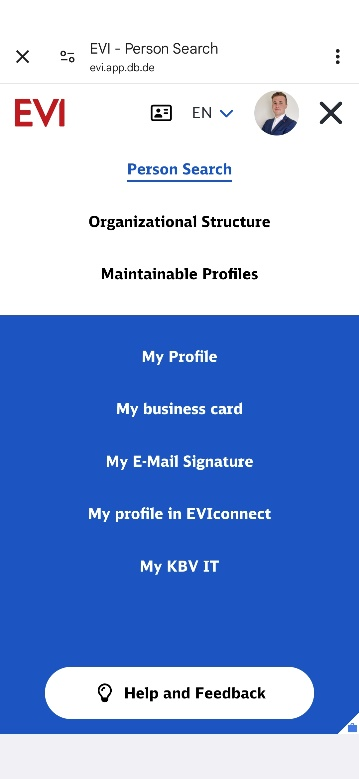 EVI - Person Search
evi.app.db.de
EVI
EN
Person Search
Organizational Structure
Maintainable Profiles
My Profile
My business card
My E-Mail Signature
My profile in EVIconnect
My KBV IT
Help and Feedback